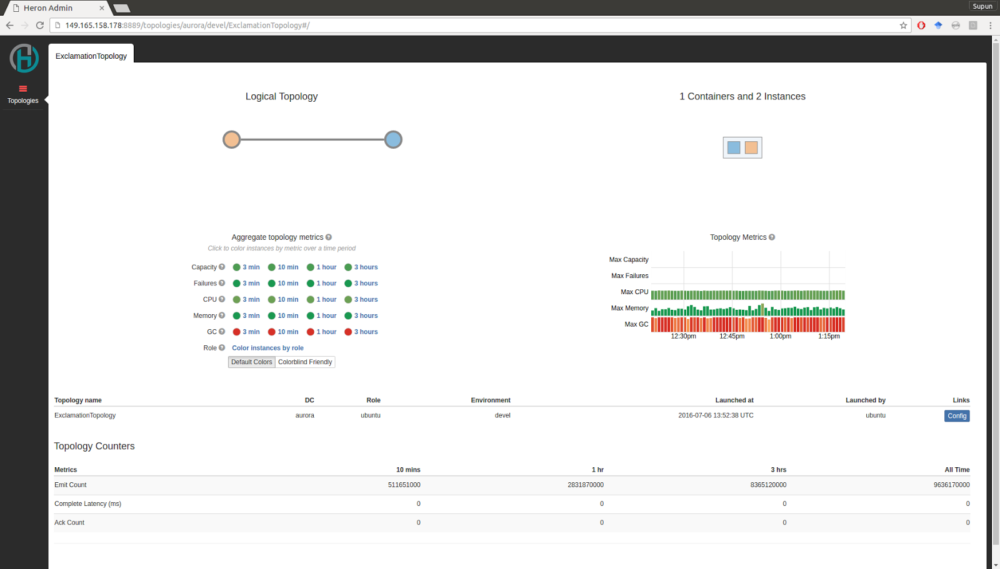 Heron Admin
Supun
149.165.158.178:8889/topologies/aurora/devel/ExclamationTopology#/
ExclamationTopology
Topologies
Logical Topology
1 Containers and 2 Instances
Aggregate topology metrics ?
Click to color instances by metric over a time period
Capacity ? 3 min 10 min 1 hour 3 hours
Failures ? 3 min 10 min 1 hour 3 hours
CPU ? 3 min 10 min 1 hour 3 hours
Memory ? 3 min 10 min 1 hour 3 hours
GC ? 3 min 10 min 1 hour 3 hours
Role ? Color instances by role
Default Colors Colorblind Friendly
Topology Metrics ?
Max Capacity
Max Failures
Max CPU
Max Memory
Max GC
12:30pm 12:45pm 1:00pm 1:15pm
Topology name DC Role Environment Launched at Launched by Links
ExclamationTopology aurora ubuntu devel 2016-07-06 13:52:38 UTC ubuntu Config
Topology Counters
Metrics 10 mins 1 hr 3 hrs All Time
Emit Count 511651000 2831870000 8365120000 9636170000
Complete Latency (ms) 0 0 0 0
Ack Count 0 0 0 0